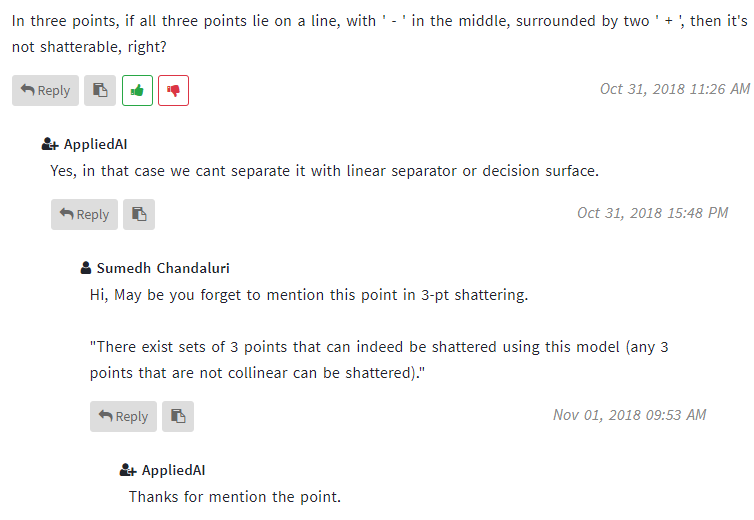 In three points, if all three points lie on a line, with ' - ' in the middle, surrounded by two ' + ', then it's
not shatterable, right?
Reply
Oct 31, 2018 11:26 AM
AppliedAI
Yes, in that case we cant separate it with linear separator or decision surface.
Reply
Oct 31, 2018 15:48 PM
Sumedh Chandaluri
Hi, May be you forget to mention this point in 3-pt shattering.
"There exist sets of 3 points that can indeed be shattered using this model (any 3
points that are not collinear can be shattered)."
Reply
Nov 01, 2018 09:53 AM
AppliedAI
Thanks for mention the point.